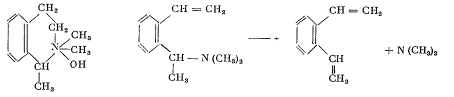 CH₂
CH₂
N
CH₃
CH₃
OH
CH
CH₃
CH = CH₂
CH — N (CH₃)₂
CH₃
CH = CH₂
CH
CH₂
+ N (CH₃)₃